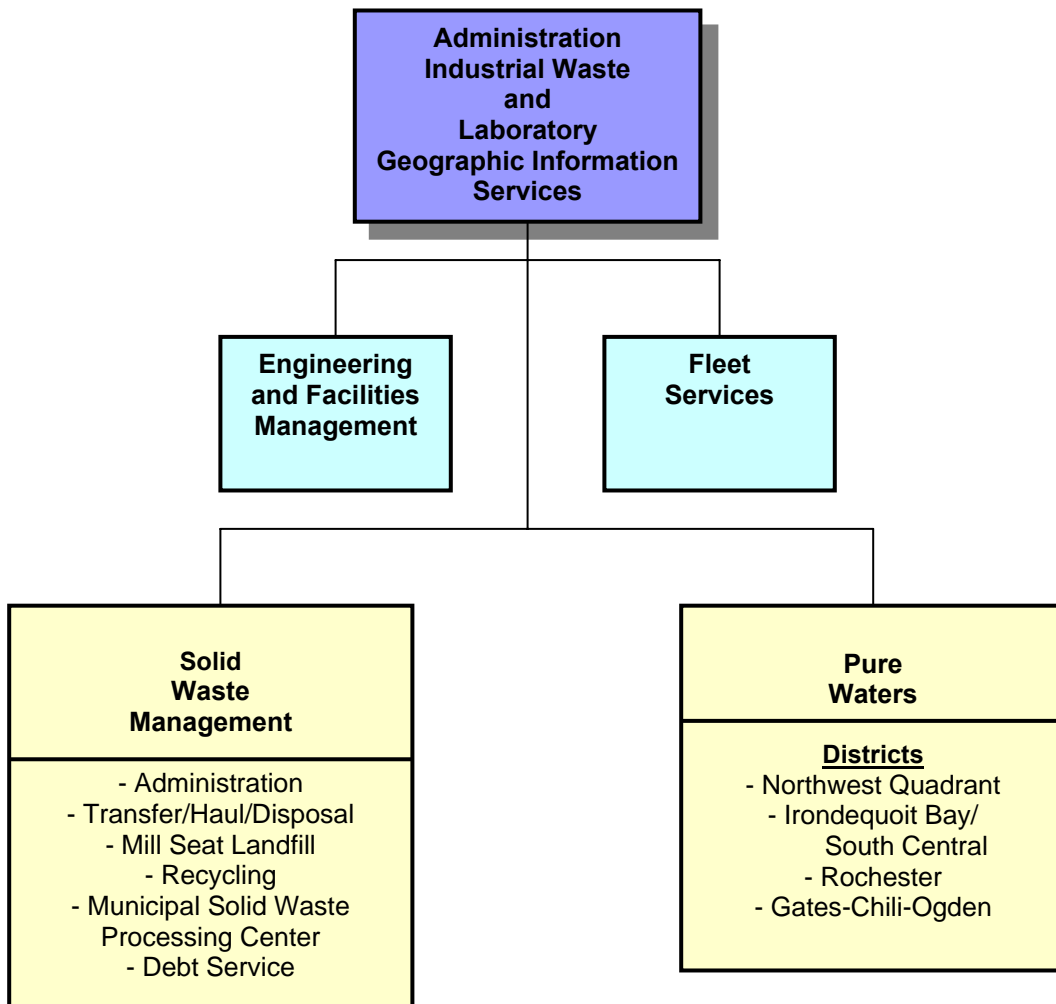 Administration
Industrial Waste
and
Laboratory
Geographic Information
Services
Engineering
and Facilities
Management
Fleet
Services
Solid
Waste
Management
- Administration
- Transfer/Haul/Disposal
- Mill Seat Landfill
- Recycling
- Municipal Solid Waste
Processing Center
- Debt Service
Pure
Waters
Districts
- Northwest Quadrant
- Irondequoit Bay/
South Central
- Rochester
- Gates-Chili-Ogden